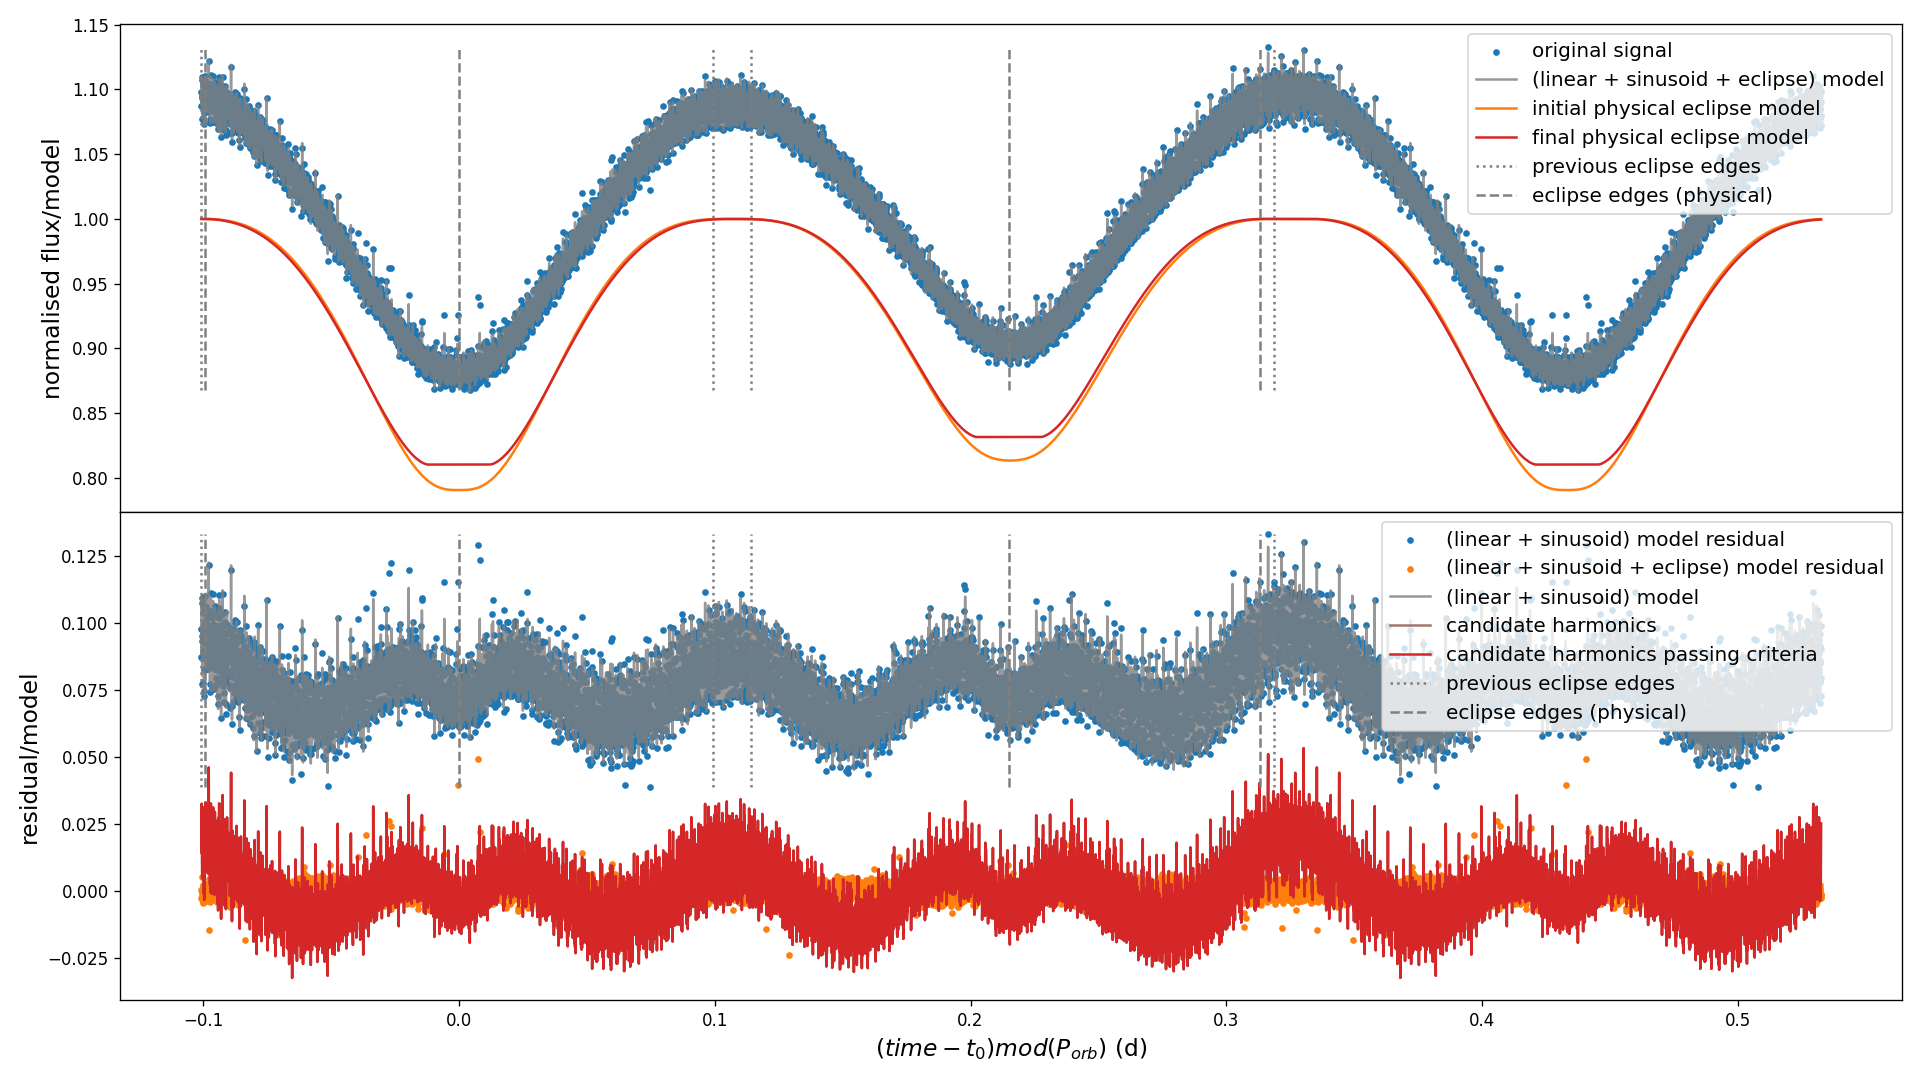 1.15
1.10
1.05
1.00
0.95
0.90
0.85
0.80
normalised flux/model
original signal
(linear + sinusoid + eclipse) model
initial physical eclipse model
final physical eclipse model
previous eclipse edges
eclipse edges (physical)
0.125
0.100
0.075
0.050
0.025
0.000
−0.025
residual/model
(linear + sinusoid) model residual
(linear + sinusoid + eclipse) model residual
(linear + sinusoid) model
candidate harmonics
candidate harmonics passing criteria
previous eclipse edges
eclipse edges (physical)
−0.1 0.0 0.1 0.2 0.3 0.4 0.5
(time − t₀)mod(P_orb) (d)